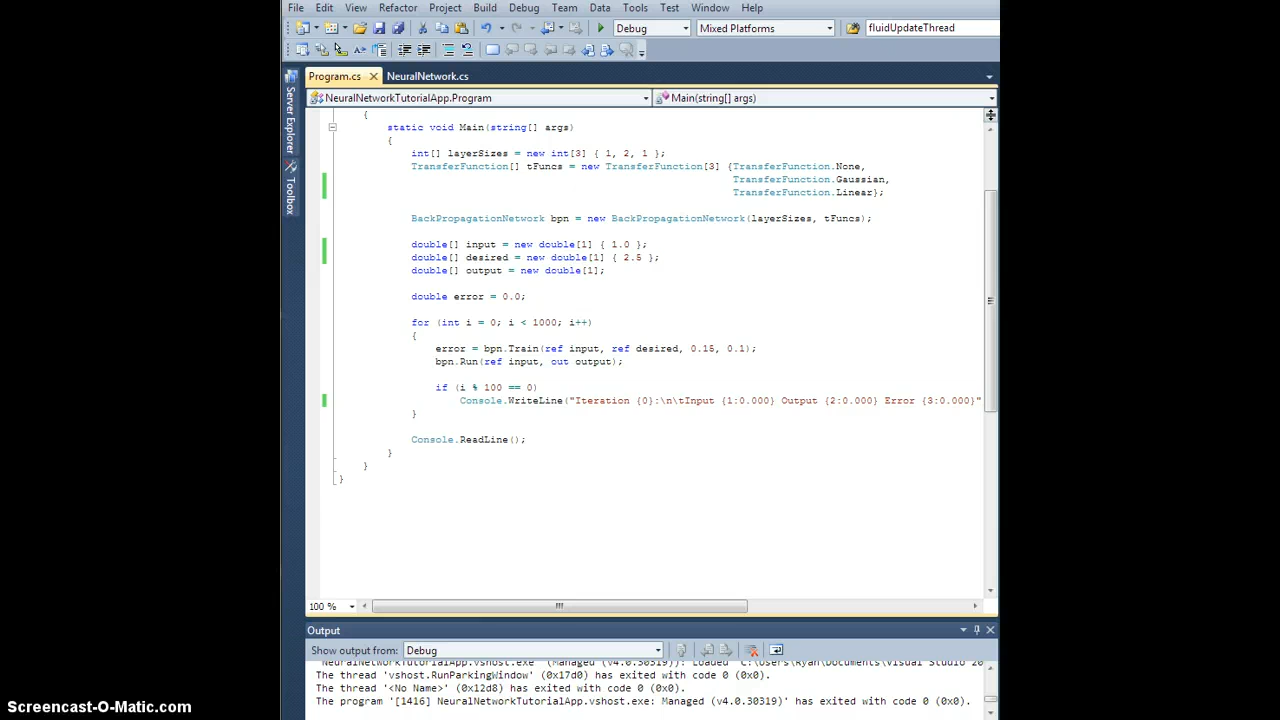 File Edit View Refactor Project Build Debug Team Data Tools Test Window Help
Debug Mixed Platforms fluidUpdateThread
Server Explorer
Toolbox
Program.cs NeuralNetwork.cs
NeuralNetworkTutorialApp.Program Main(string[] args)
{
static void Main(string[] args)
{
int[] layerSizes = new int[3] { 1, 2, 1 };
TransferFunction[] tFuncs = new TransferFunction[3] {TransferFunction.None,
TransferFunction.Gaussian,
TransferFunction.Linear};
BackPropagationNetwork bpn = new BackPropagationNetwork(layerSizes, tFuncs);
double[] input = new double[1] { 1.0 };
double[] desired = new double[1] { 2.5 };
double[] output = new double[1];
double error = 0.0;
for (int i = 0; i < 1000; i++)
{
error = bpn.Train(ref input, ref desired, 0.15, 0.1);
bpn.Run(ref input, out output);
if (i % 100 == 0)
Console.WriteLine("Iteration {0}:\n\tInput {1:0.000} Output {2:0.000} Error {3:0.000}"
}
Console.ReadLine();
}
}
}
100 %
Output
Show output from: Debug
'NeuralNetworkTutorialApp.vshost.exe' (Managed (v4.0.30319)): Loaded 'C:\Users\Ryan\Documents\Visual Studio 20
The thread 'vshost.RunParkingWindow' (0x17d0) has exited with code 0 (0x0).
The thread '<No Name>' (0x12d8) has exited with code 0 (0x0).
The program '[1416] NeuralNetworkTutorialApp.vshost.exe: Managed (v4.0.30319)' has exited with code 0 (0x0).
Screencast-O-Matic.com